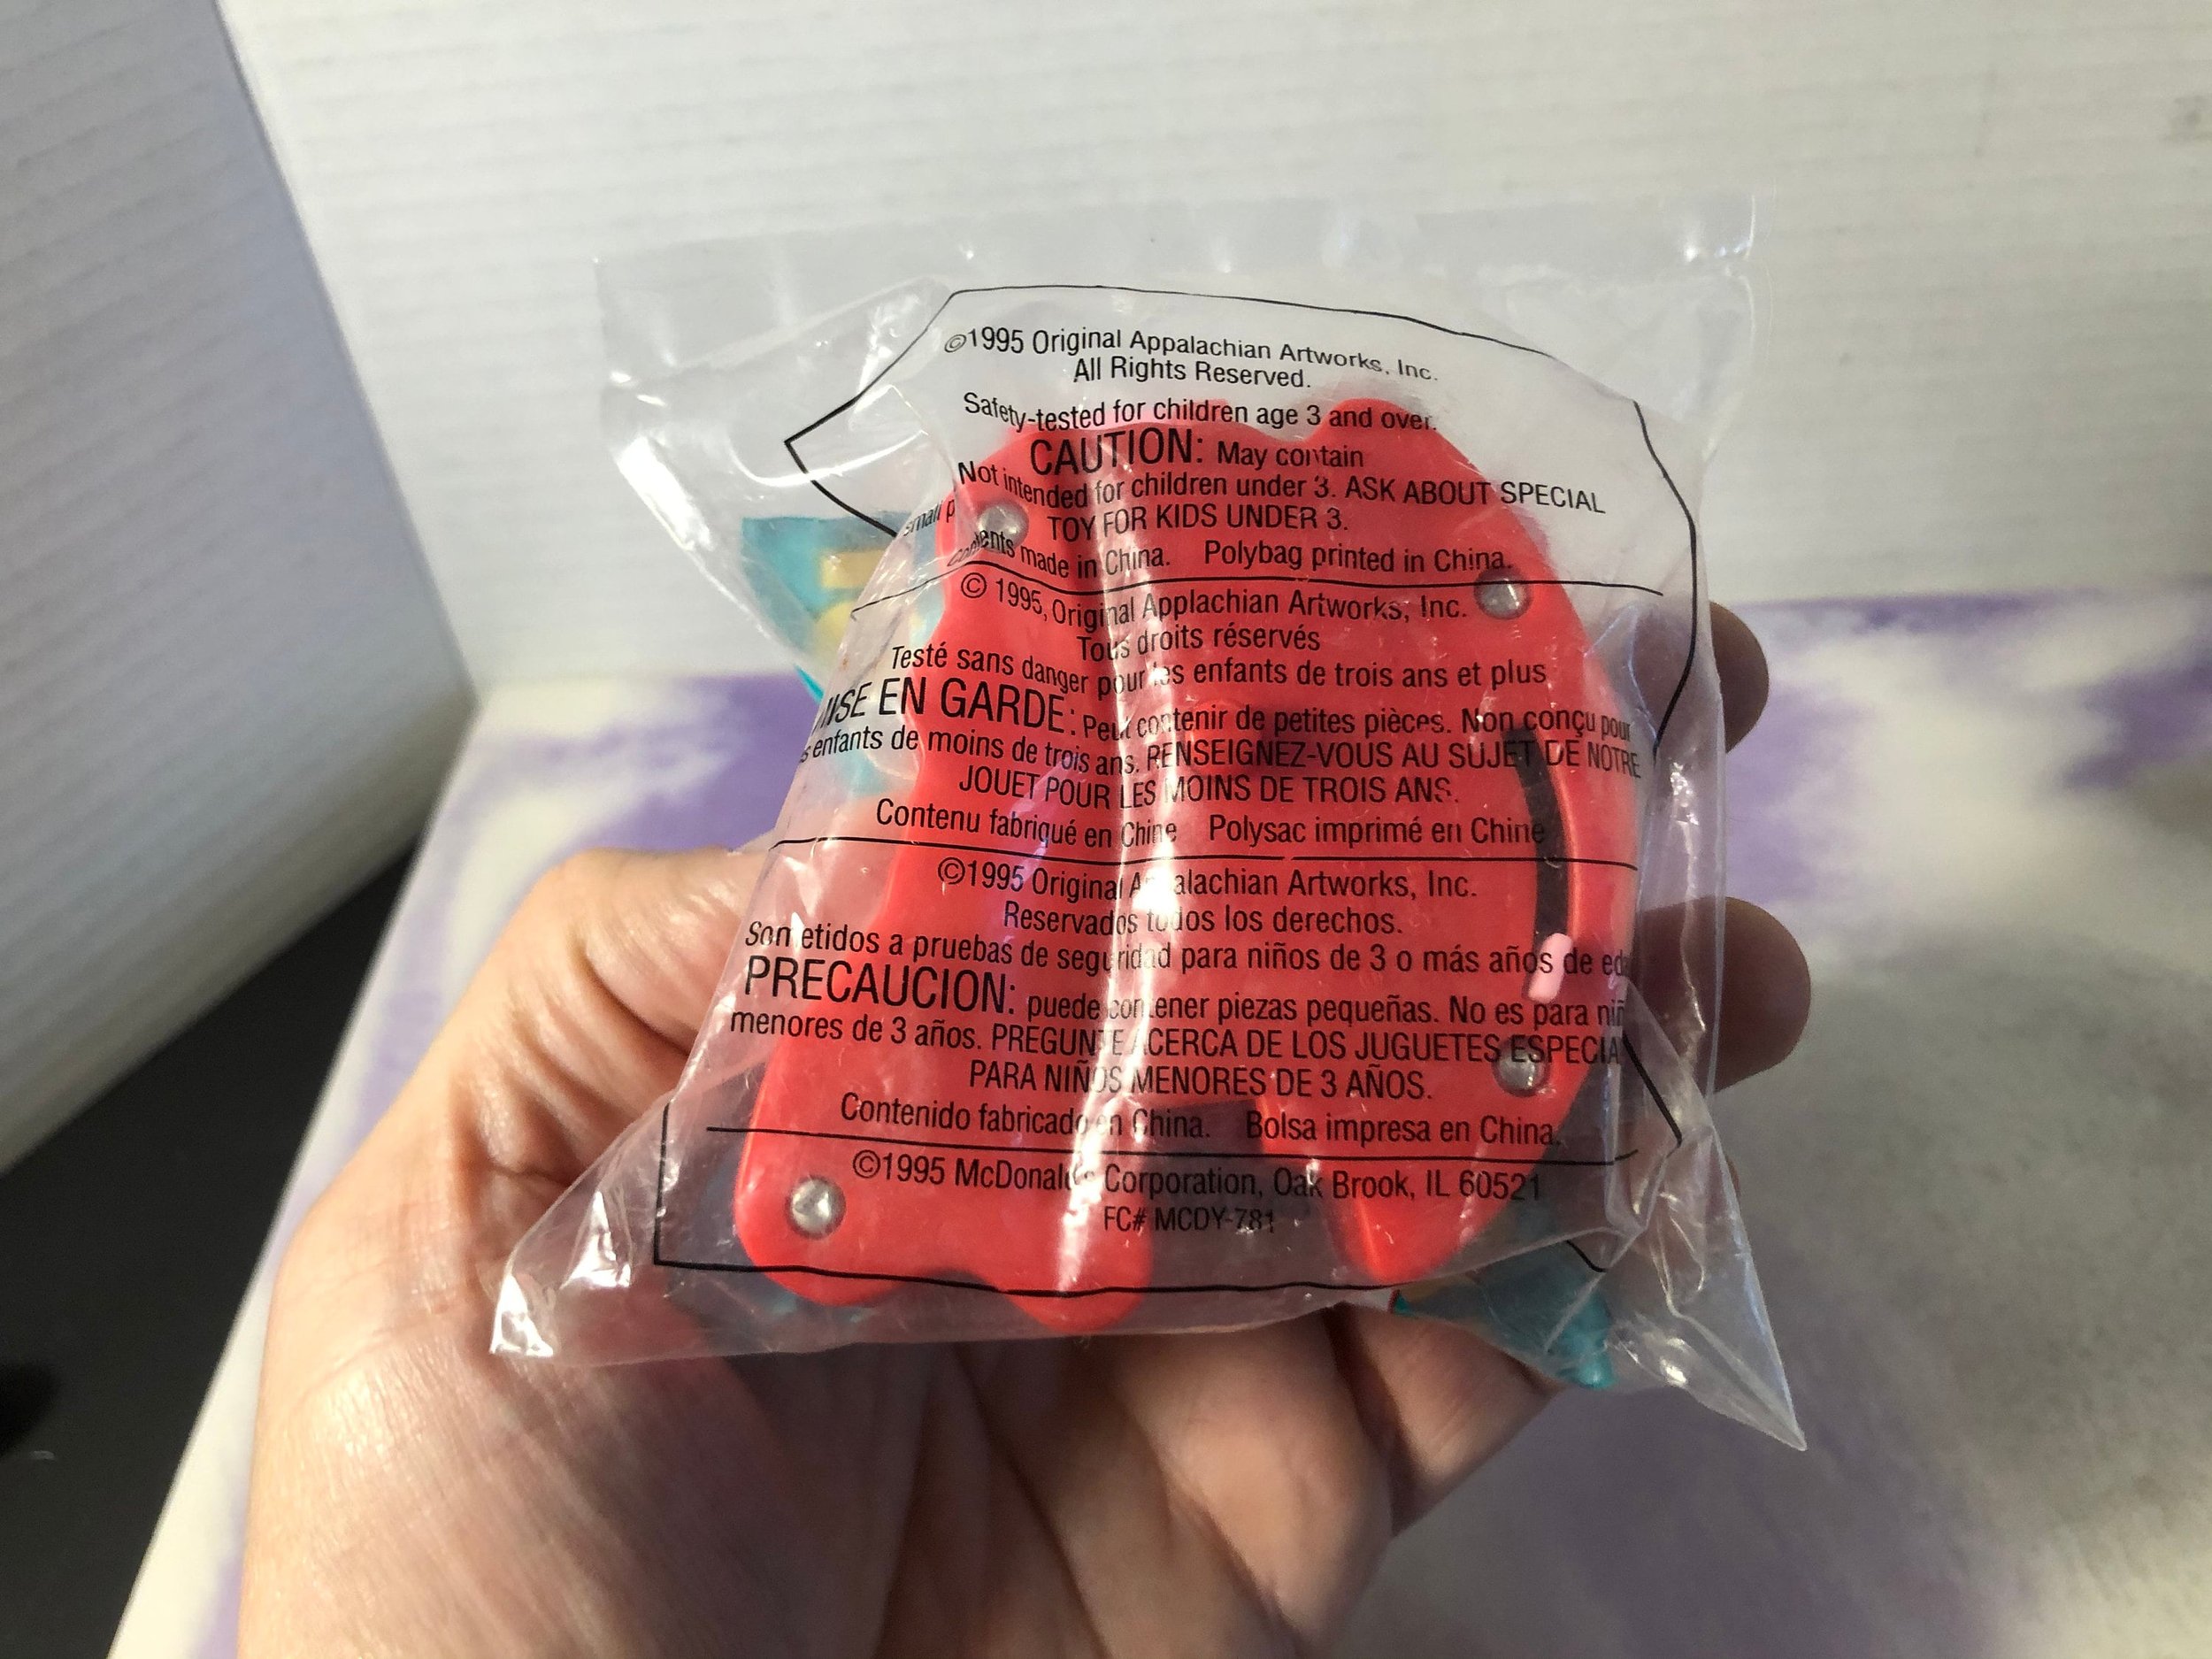 ©1995 Original Appalachian Artworks, Inc.
All Rights Reserved.
Safety-tested for children age 3 and over.
CAUTION: May contain
small p
Not intended for children under 3. ASK ABOUT SPECIAL
TOY FOR KIDS UNDER 3.
Contents made in China. Polybag printed in China.
© 1995, Original Applachian Artworks, Inc.
Tous droits réservés
Testé sans danger pour les enfants de trois ans et plus
MISE EN GARDE: Peut contenir de petites pièces. Non conçu pour
s enfants de moins de trois ans. RENSEIGNEZ-VOUS AU SUJET DE NOTRE
JOUET POUR LES MOINS DE TROIS ANS.
Contenu fabriqué en Chine Polysac imprimé en Chine
©1995 Original Appalachian Artworks, Inc.
Reservados todos los derechos.
Sometidos a pruebas de seguridad para niños de 3 o más años de eda
PRECAUCION: puede contener piezas pequeñas. No es para niñ
menores de 3 años. PREGUNTE ACERCA DE LOS JUGUETES ESPECIA
PARA NIÑOS MENORES DE 3 AÑOS.
Contenido fabricado en China. Bolsa impresa en China.
©1995 McDonald's Corporation, Oak Brook, IL 60521
FC# MCDY-781